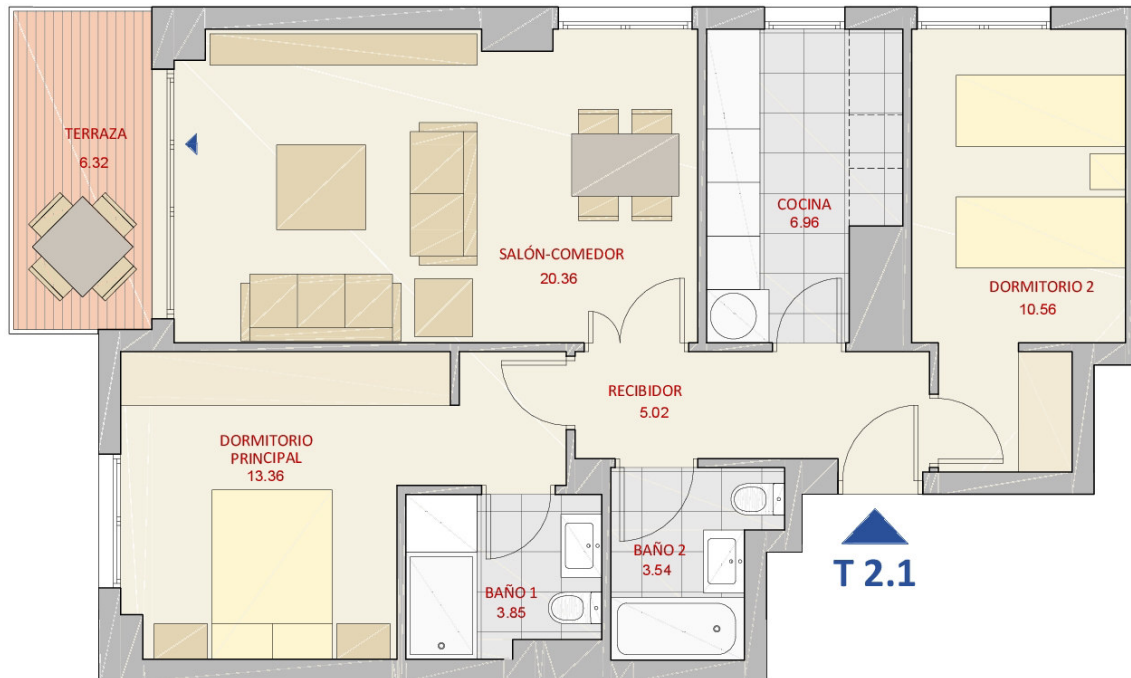 TERRAZA
6.32
SALÓN-COMEDOR
20.36
COCINA
6.96
DORMITORIO 2
10.56
RECIBIDOR
5.02
DORMITORIO
PRINCIPAL
13.36
BAÑO 1
3.85
BAÑO 2
3.54
T 2.1